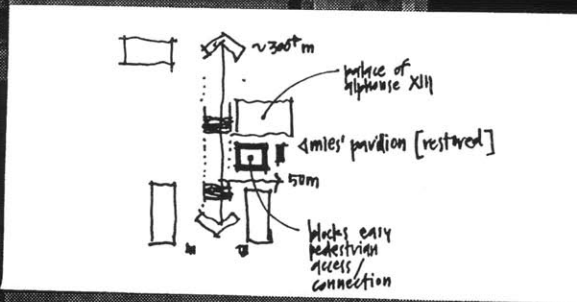 ~300+ m
palace of
alphonse XIII
mies' pavilion [restored]
50m
blocks easy
pedestrian
access/
connection